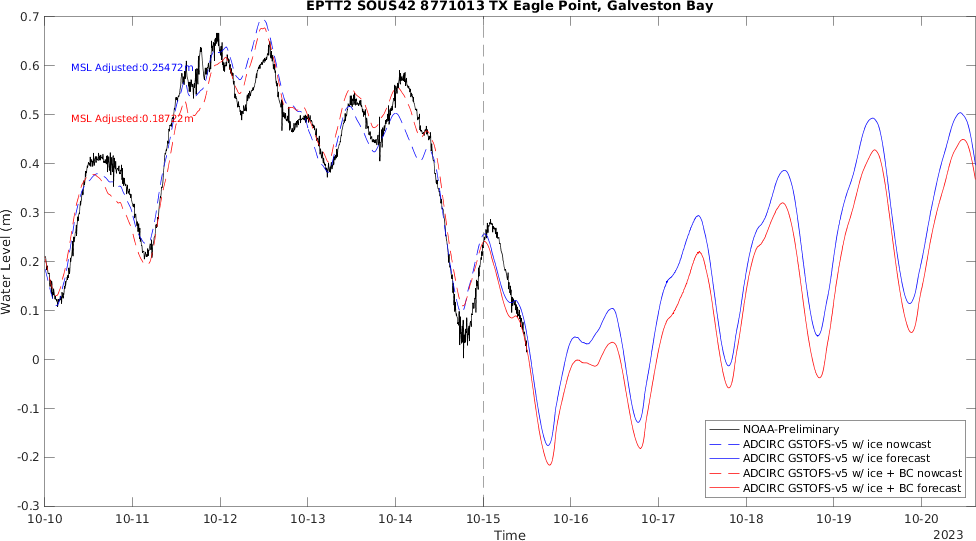 EPTT2 SOUS42 8771013 TX Eagle Point, Galveston Bay
0.7
0.6
0.5
0.4
0.3
0.2
0.1
0
-0.1
-0.2
-0.3
Water Level (m)
MSL Adjusted:0.25472m
MSL Adjusted:0.18722m
NOAA-Preliminary
ADCIRC GSTOFS-v5 w/ ice nowcast
ADCIRC GSTOFS-v5 w/ ice forecast
ADCIRC GSTOFS-v5 w/ ice + BC nowcast
ADCIRC GSTOFS-v5 w/ ice + BC forecast
10-10 10-11 10-12 10-13 10-14 10-15 10-16 10-17 10-18 10-19 10-20
Time
2023